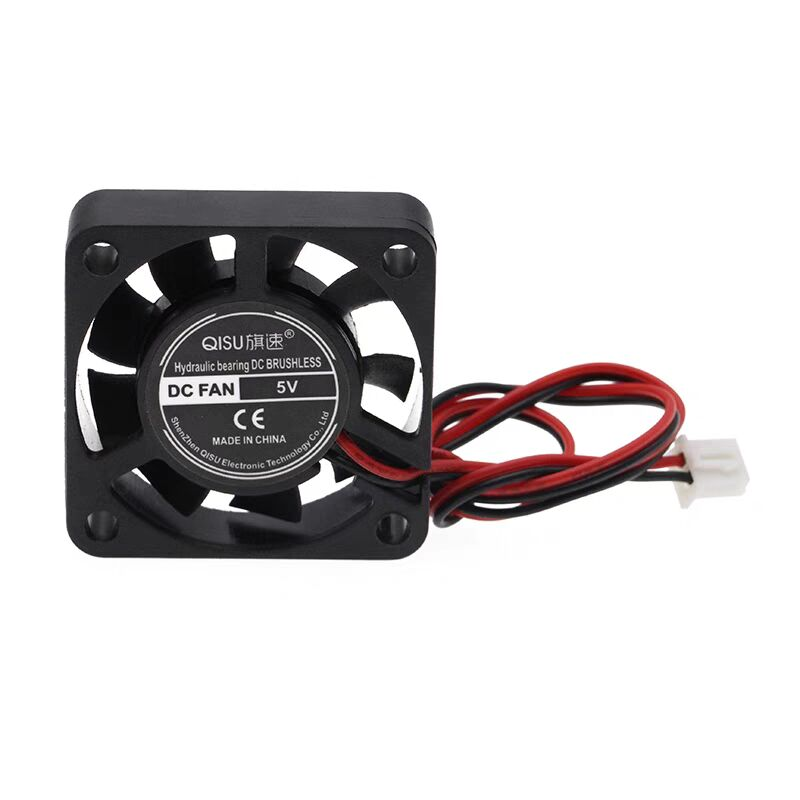 QISU旗速®
Hydraulic bearing DC BRUSHLESS
DC FAN 5V
CE
MADE IN CHINA
ShenZhen QISU Electronic Technology Co., Ltd